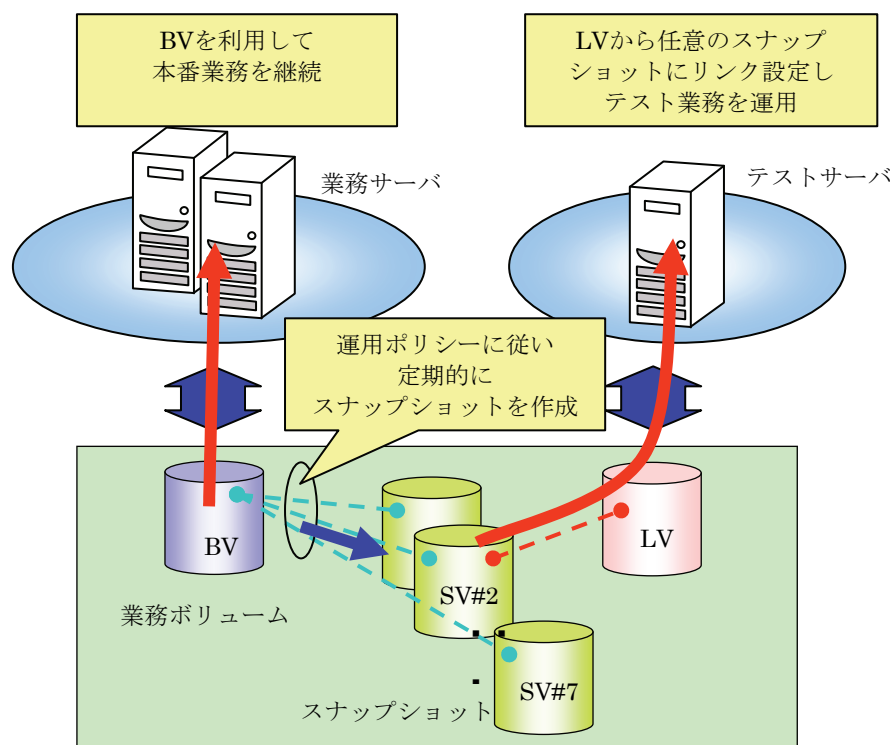 BVを利用して
本番業務を継続
LVから任意のスナップ
ショットにリンク設定し
テスト業務を運用
業務サーバ
テストサーバ
運用ポリシーに従い
定期的に
スナップショットを作成
BV
LV
SV#2
業務ボリューム
SV#7
スナップショット